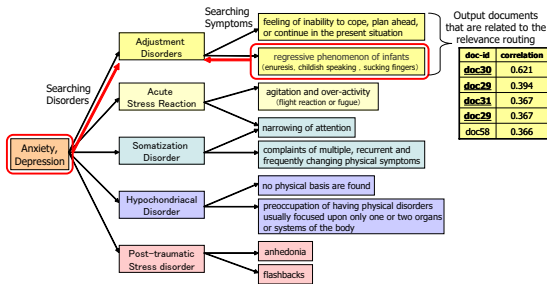 Searching
Symptoms
Output documents
that are related to the
relevance routing
Adjustment
Disorders
feeling of inability to cope, plan ahead,
or continue in the present situation
regressive phenomenon of infants
(enuresis, childish speaking , sucking fingers)
doc-id correlation
doc30 0.621
doc29 0.394
doc31 0.367
doc29 0.367
doc58 0.366
Searching
Disorders
Acute
Stress Reaction
agitation and over-activity
(flight reaction or fugue)
narrowing of attention
Anxiety,
Depression
Somatization
Disorder
complaints of multiple, recurrent and
frequently changing physical symptoms
Hypochondriacal
Disorder
no physical basis are found
preoccupation of having physical disorders
usually focused upon only one or two organs
or systems of the body
Post-traumatic
Stress disorder
anhedonia
flashbacks